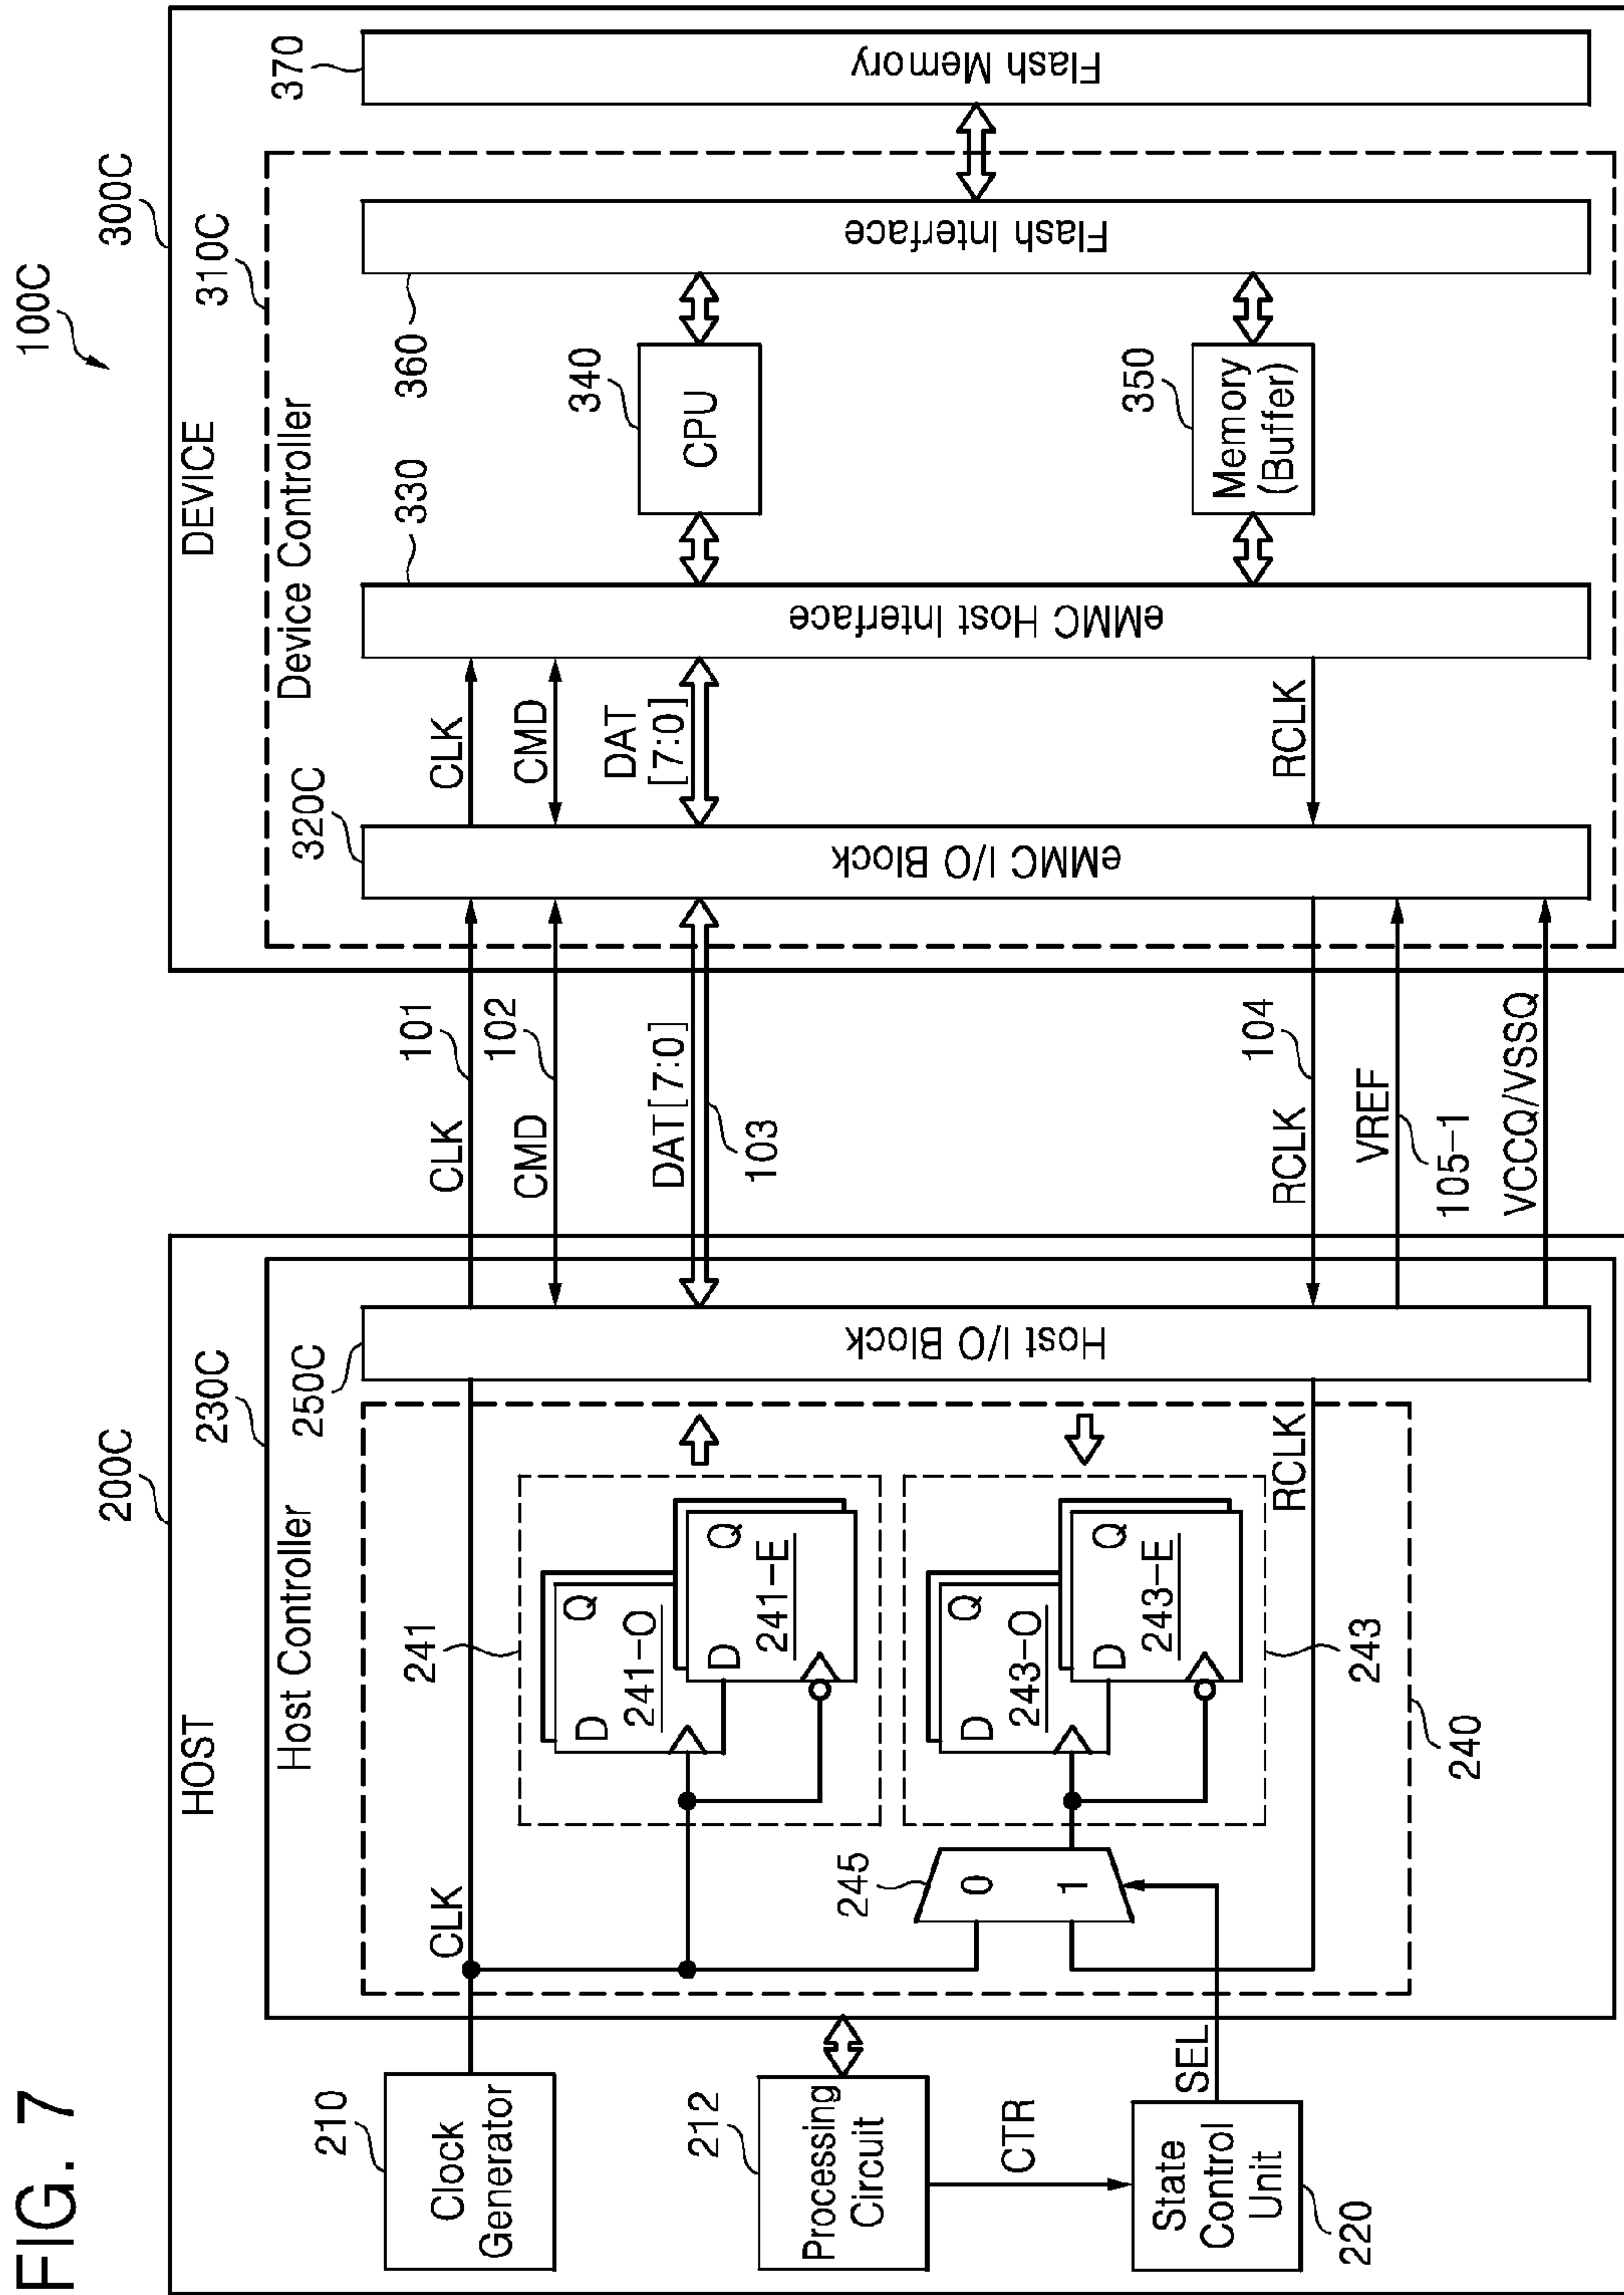 FIG. 7
100C
200C
HOST
210
Clock
Generator
212
Processing
Circuit
CTR
State
Control
Unit
220
SEL
230C
Host Controller
CLK
245
0
1
241
D
Q
241-O
D
Q
241-E
D
Q
243-O
D
Q
243-E
243
240
RCLK
250C
Host I/O Block
CLK
101
CMD
102
DAT[7:0]
103
RCLK
104
VREF
105-1
VCCQ/VSSQ
300C
DEVICE
310C
Device Controller
320C
eMMC I/O Block
CLK
CMD
DAT
[7:0]
RCLK
330
eMMC Host Interface
340
CPU
350
Memory
(Buffer)
360
Flash Interface
370
Flash Memory